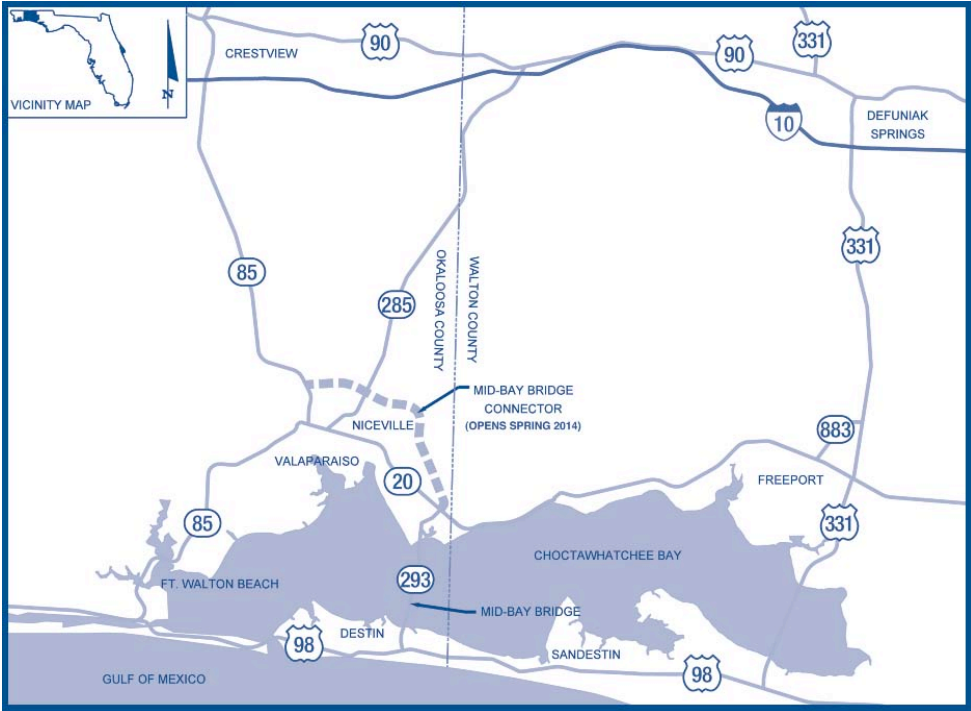 VICINITY MAP
N
CRESTVIEW
90
90
331
10
DEFUNIAK
SPRINGS
85
285
OKALOOSA COUNTY
WALTON COUNTY
331
MID-BAY BRIDGE
CONNECTOR
(OPENS SPRING 2014)
NICEVILLE
883
VALAPARAISO
20
FREEPORT
85
331
CHOCTAWHATCHEE BAY
FT. WALTON BEACH
293
MID-BAY BRIDGE
DESTIN
98
SANDESTIN
98
GULF OF MEXICO